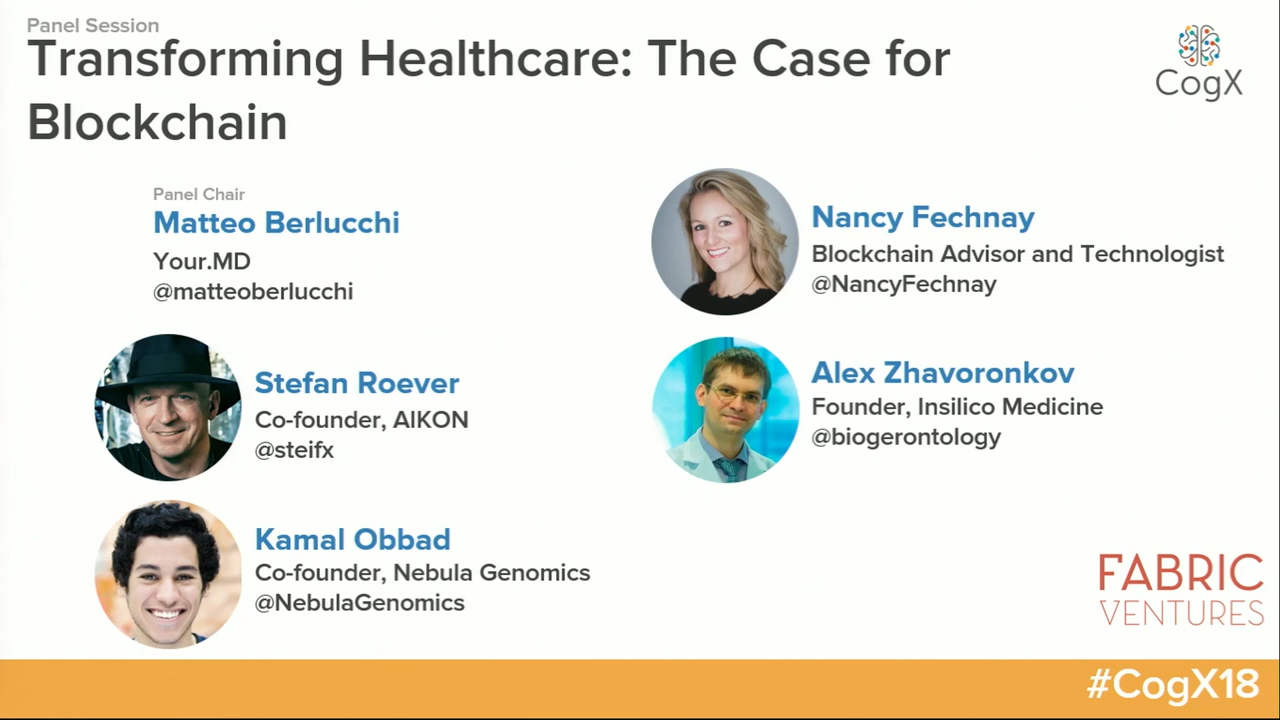 Panel Session
Transforming Healthcare: The Case for
Blockchain
CogX
Panel Chair
Matteo Berlucchi
Your.MD
@matteoberlucchi
Nancy Fechnay
Blockchain Advisor and Technologist
@NancyFechnay
Stefan Roever
Co-founder, AIKON
@steifx
Alex Zhavoronkov
Founder, Insilico Medicine
@biogerontology
Kamal Obbad
Co-founder, Nebula Genomics
@NebulaGenomics
FABRIC
VENTURES
#CogX18